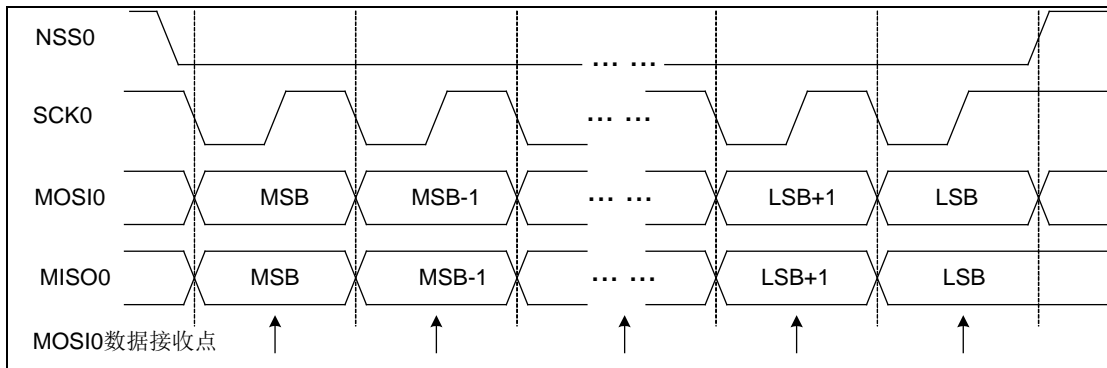 NSS0 ... ...
SCK0 ... ...
MOSI0 MSB MSB-1 ... ... LSB+1 LSB
MISO0 MSB MSB-1 ... ... LSB+1 LSB
MOSI0数据接收点